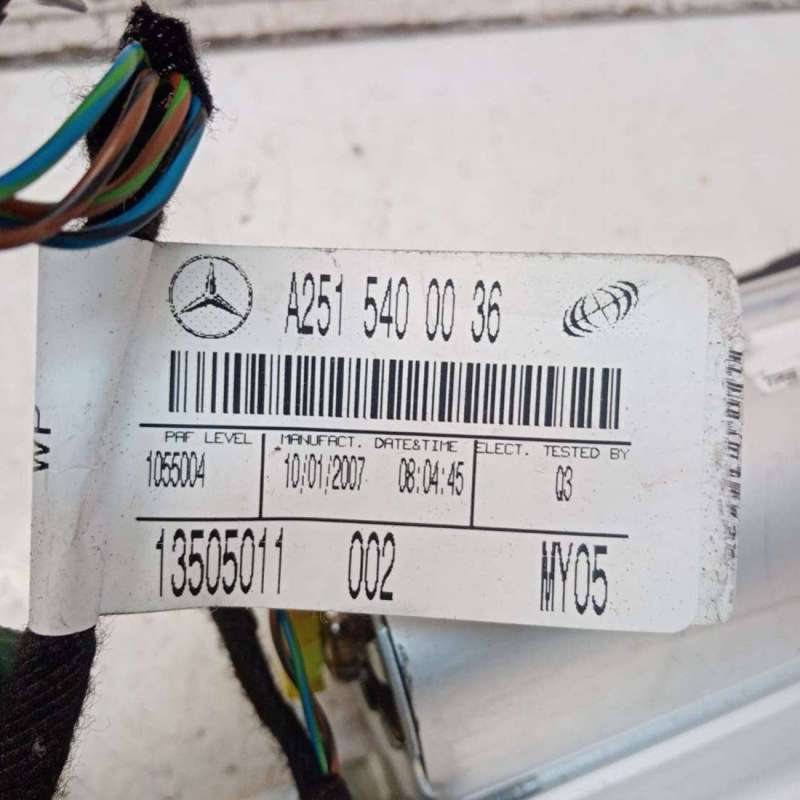 A251 540 00 36
PAF LEVEL
MANUFACT. DATE&TIME
ELECT. TESTED BY
1055004
10/01/2007 08:04:45
Q3
13505011 002 MY05
WP